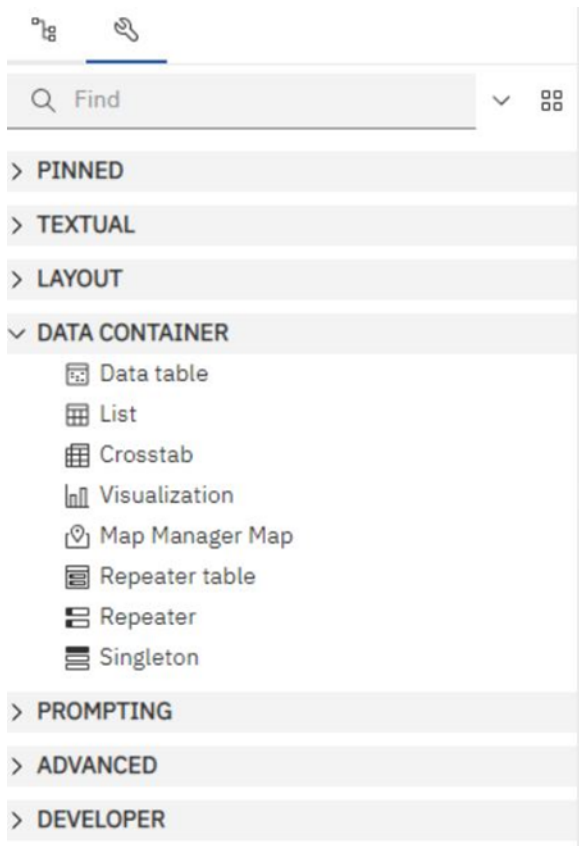 Find
PINNED
TEXTUAL
LAYOUT
DATA CONTAINER
Data table
List
Crosstab
Visualization
Map Manager Map
Repeater table
Repeater
Singleton
PROMPTING
ADVANCED
DEVELOPER